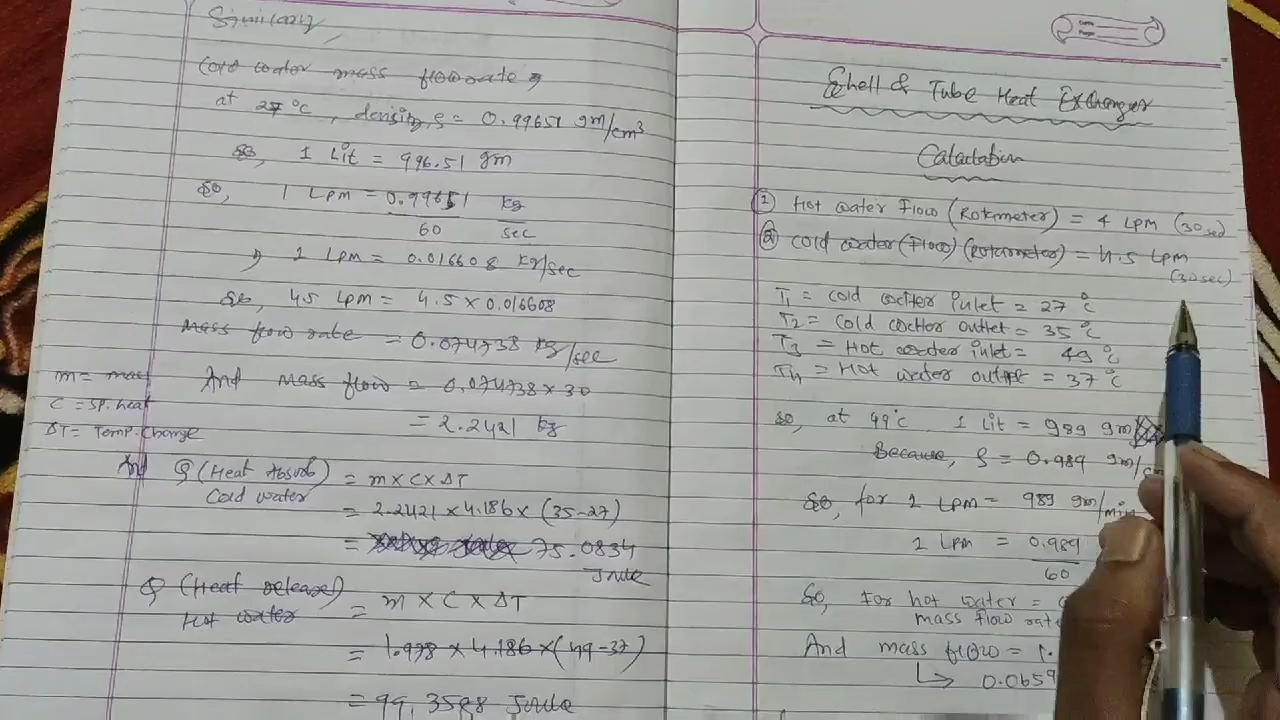 Similarly
Cold water mass flow rate ⇒
at 27 °C, density, ρ = 0.99651 gm/cm³
so, 1 Lit = 996.51 gm
so, 1 Lpm = 0.99651 kg
60 sec
⇒ 1 Lpm = 0.016608 kg/sec
so, 4.5 Lpm = 4.5 × 0.016608
mass flow rate = 0.074738 kg/sec
m = mass
And mass flow = 0.074738 × 30
C = sp. heat
= 2.2421 kg
ΔT = Temp. Change
And Q (Heat Absorb) = m × C × ΔT
Cold water
= 2.2421 × 4.186 × (35-27)
= 75.0834
Joule
Q (Heat release) = m × C × ΔT
Hot water
= 1.978 × 4.186 × (49-37)
= 99.3588 Joule
Shell & Tube Heat Exchanger
Calculation
① Hot water Flow (Rotameter) = 4 LPM (30 sec)
② Cold water (Flow) (Rotameter) = 4.5 LPM
(30 sec)
T1 = cold water inlet = 27 °C
T2 = cold water outlet = 35 °C
T3 = Hot water inlet = 49 °C
T4 = Hot water outlet = 37 °C
so, at 49°C 1 Lit = 989 gm
Because, ρ = 0.989 gm/cm
so, for 1 LPM = 989 gm/min
1 LPM = 0.989
60
so, For hot water =
mass flow rate
And mass flow = 1.
↳ 0.0659